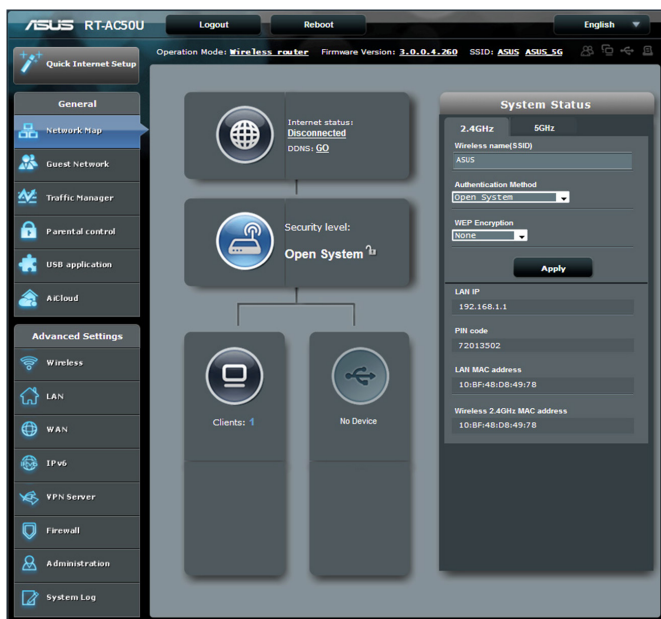 ASUS RT-AC50U
Logout
Reboot
English
Quick Internet Setup
Operation Mode: Wireless router Firmware Version: 3.0.0.4.260 SSID: ASUS ASUS_5G
General
Network Map
Guest Network
Traffic Manager
Parental control
USB application
AiCloud
Advanced Settings
Wireless
LAN
WAN
IPv6
VPN Server
Firewall
Administration
System Log
Internet status:
Disconnected
DDNS: GO
Security level:
Open System
Clients: 1
No Device
System Status
2.4GHz
5GHz
Wireless name(SSID)
ASUS
Authentication Method
Open System
WEP Encryption
None
Apply
LAN IP
192.168.1.1
PIN code
72013502
LAN MAC address
10:BF:48:D8:49:78
Wireless 2.4GHz MAC address
10:BF:48:D8:49:78